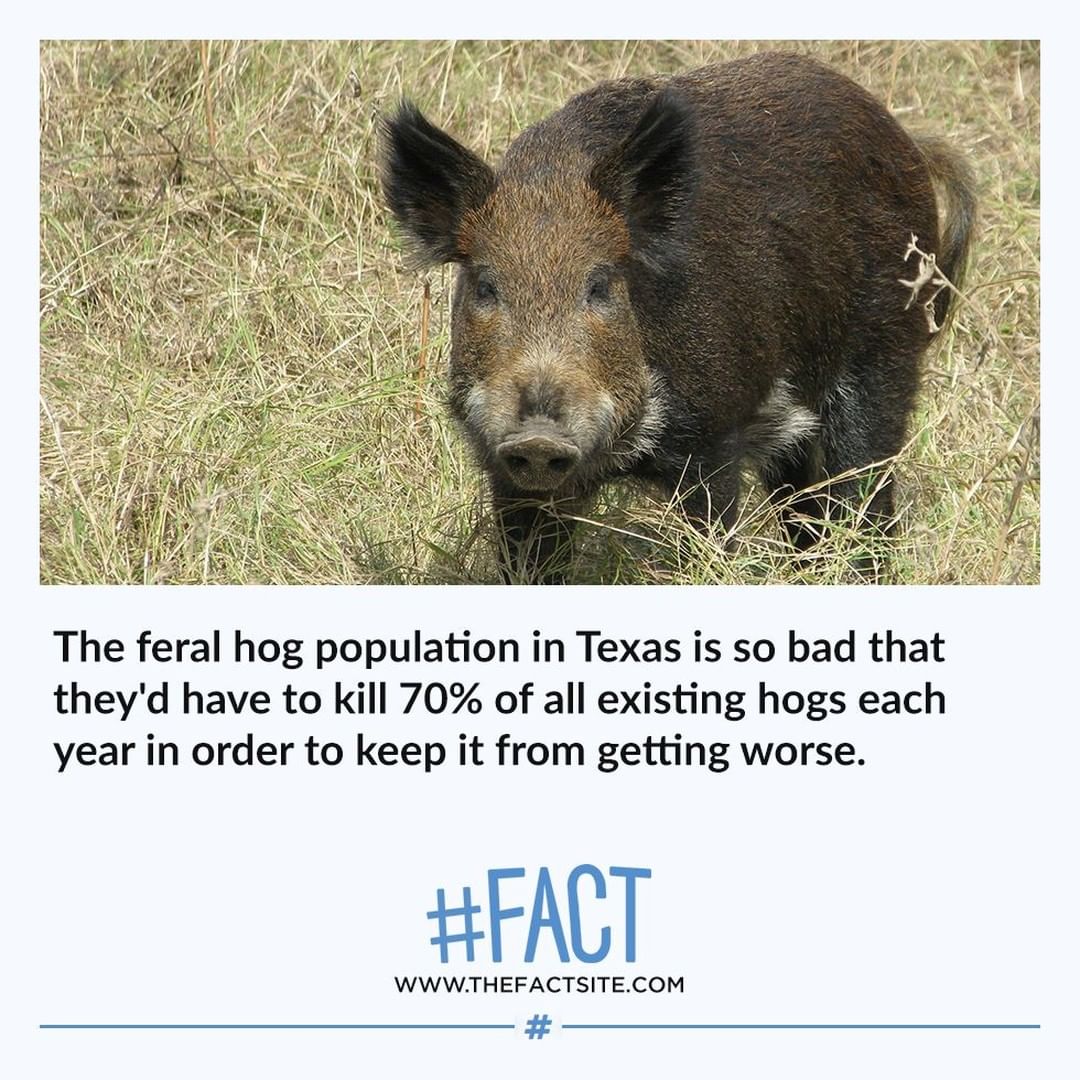 The feral hog population in Texas is so bad that
they'd have to kill 70% of all existing hogs each
year in order to keep it from getting worse.
#FACT
WWW.THEFACTSITE.COM
#